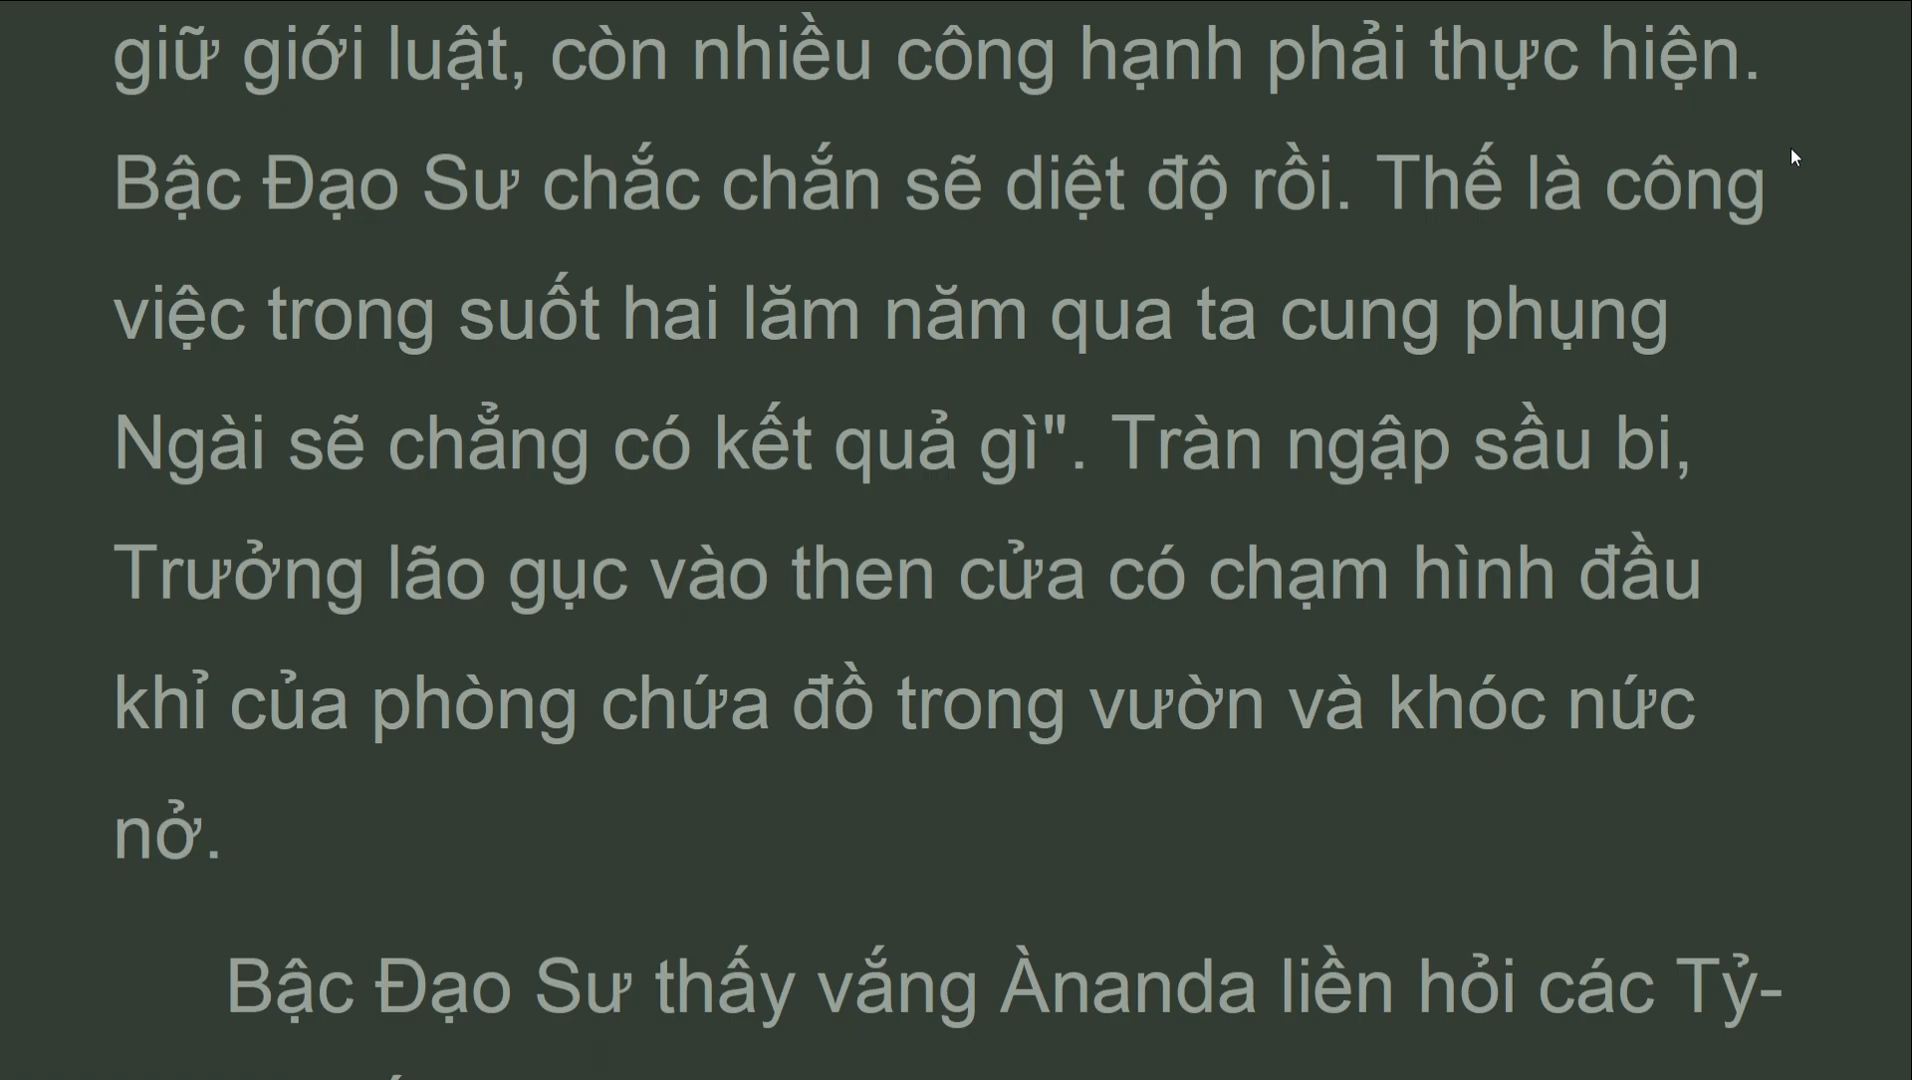 giữ giới luật, còn nhiều công hạnh phải thực hiện.
Bậc Đạo Sư chắc chắn sẽ diệt độ rồi. Thế là công
việc trong suốt hai lăm năm qua ta cung phụng
Ngài sẽ chẳng có kết quả gì". Tràn ngập sầu bi,
Trưởng lão gục vào then cửa có chạm hình đầu
khỉ của phòng chứa đồ trong vườn và khóc nức
nở.
Bậc Đạo Sư thấy vắng Ànanda liền hỏi các Tỷ-